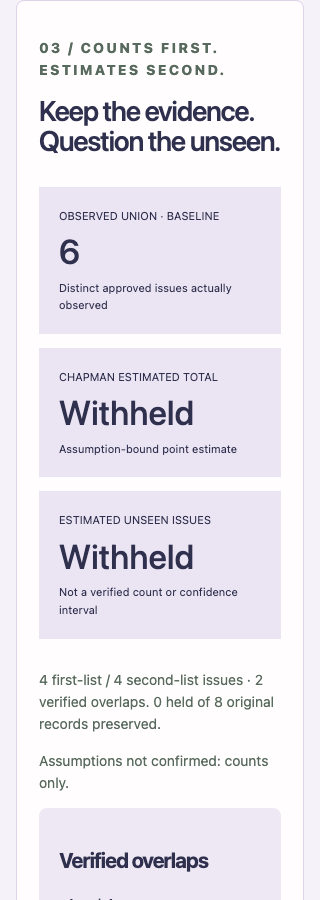 03 / COUNTS FIRST.
ESTIMATES SECOND.
Keep the evidence.
Question the unseen.
OBSERVED UNION · BASELINE
6
Distinct approved issues actually
observed
CHAPMAN ESTIMATED TOTAL
Withheld
Assumption-bound point estimate
ESTIMATED UNSEEN ISSUES
Withheld
Not a verified count or confidence
interval
4 first-list / 4 second-list issues · 2
verified overlaps. 0 held of 8 original
records preserved.
Assumptions not confirmed: counts
only.
Verified overlaps